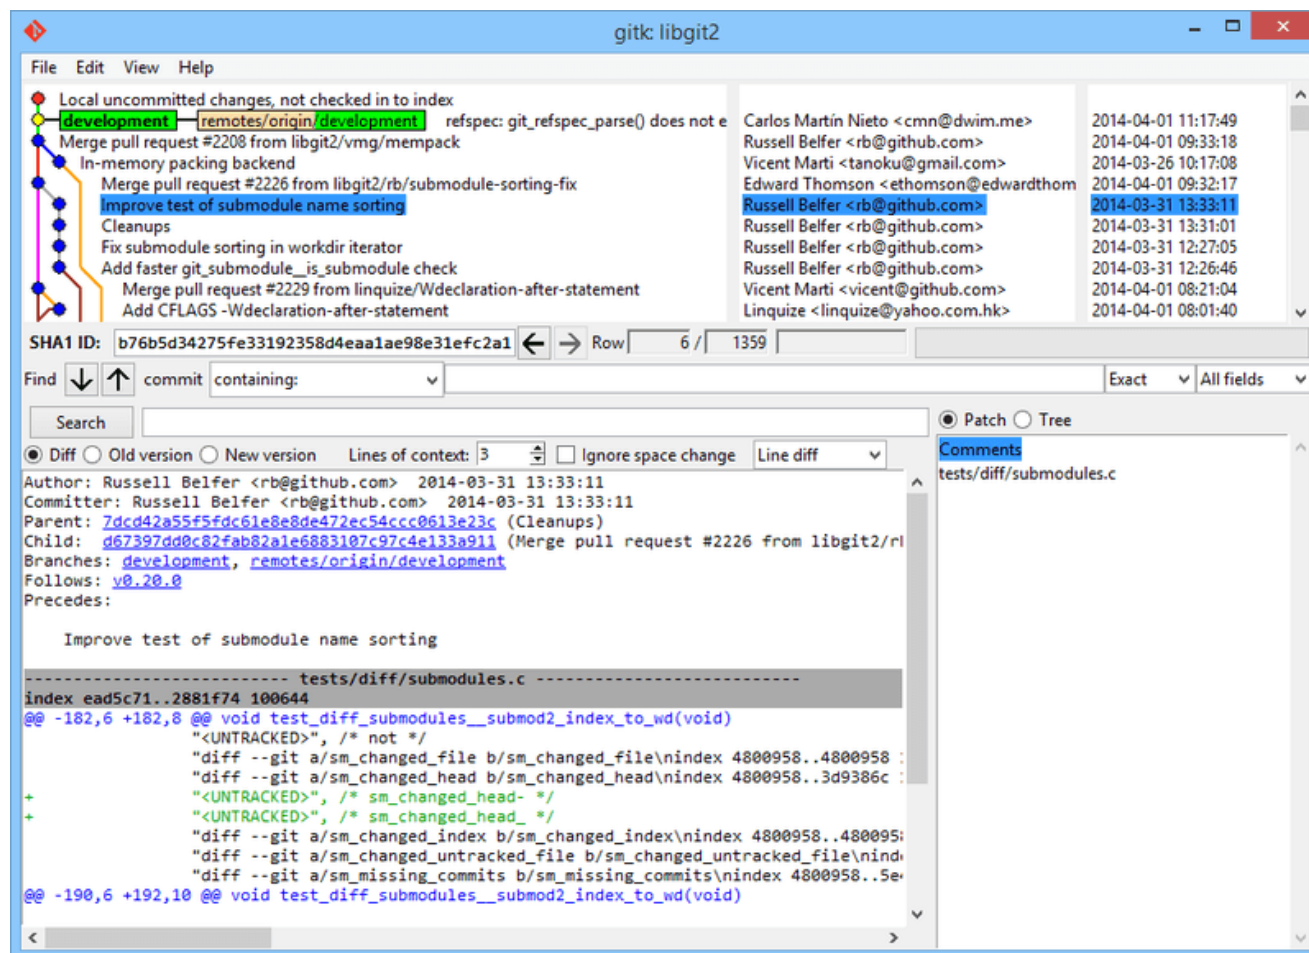 gitk: libgit2
File Edit View Help
Local uncommitted changes, not checked in to index
development remotes/origin/development refspec: git_refspec_parse() does not e Carlos Martín Nieto <cmn@dwim.me> 2014-04-01 11:17:49
Merge pull request #2208 from libgit2/vmg/mempack Russell Belfer <rb@github.com> 2014-04-01 09:33:18
In-memory packing backend Vicent Marti <tanoku@gmail.com> 2014-03-26 10:17:08
Merge pull request #2226 from libgit2/rb/submodule-sorting-fix Edward Thomson <ethomson@edwardthom 2014-04-01 09:32:17
Improve test of submodule name sorting Russell Belfer <rb@github.com> 2014-03-31 13:33:11
Cleanups Russell Belfer <rb@github.com> 2014-03-31 13:31:01
Fix submodule sorting in workdir iterator Russell Belfer <rb@github.com> 2014-03-31 12:27:05
Add faster git_submodule__is_submodule check Russell Belfer <rb@github.com> 2014-03-31 12:26:46
Merge pull request #2229 from linquize/Wdeclaration-after-statement Vicent Marti <vicent@github.com> 2014-04-01 08:21:04
Add CFLAGS -Wdeclaration-after-statement Linquize <linquize@yahoo.com.hk> 2014-04-01 08:01:40
SHA1 ID: b76b5d34275fe33192358d4eaa1ae98e31efc2a1 Row 6 / 1359
Find commit containing: Exact All fields
Search
Patch Tree
Diff Old version New version Lines of context: 3 Ignore space change Line diff
Comments
tests/diff/submodules.c
Author: Russell Belfer <rb@github.com> 2014-03-31 13:33:11
Committer: Russell Belfer <rb@github.com> 2014-03-31 13:33:11
Parent: 7dcd42a55f5fdc61e8e8de472ec54ccc0613e23c (Cleanups)
Child: d67397dd0c82fab82a1e6883107c97c4e133a911 (Merge pull request #2226 from libgit2/rl
Branches: development, remotes/origin/development
Follows: v0.20.0
Precedes:
Improve test of submodule name sorting
--------------------------- tests/diff/submodules.c ---------------------------
index ead5c71..2881f74 100644
@@ -182,6 +182,8 @@ void test_diff_submodules__submod2_index_to_wd(void)
"<UNTRACKED>", /* not */
"diff --git a/sm_changed_file b/sm_changed_file\nindex 4800958..4800958
"diff --git a/sm_changed_head b/sm_changed_head\nindex 4800958..3d9386c
+ "<UNTRACKED>", /* sm_changed_head- */
+ "<UNTRACKED>", /* sm_changed_head_ */
"diff --git a/sm_changed_index b/sm_changed_index\nindex 4800958..480095
"diff --git a/sm_changed_untracked_file b/sm_changed_untracked_file\nind
"diff --git a/sm_missing_commits b/sm_missing_commits\nindex 4800958..5e
@@ -190,6 +192,10 @@ void test_diff_submodules__submod2_index_to_wd(void)